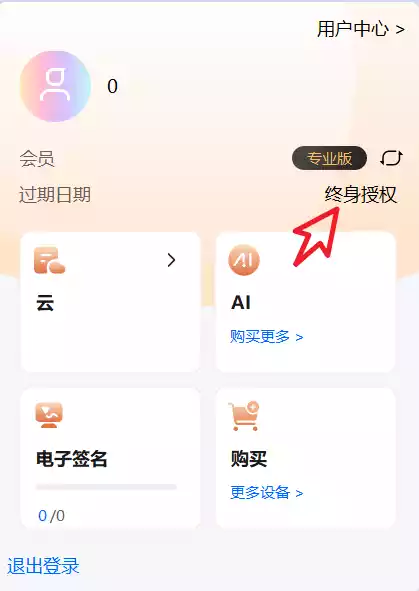 用户中心 >
0
会员
专业版
过期日期
终身授权
云
AI
AI
购买更多 >
电子签名
0 /0
购买
更多设备 >
退出登录